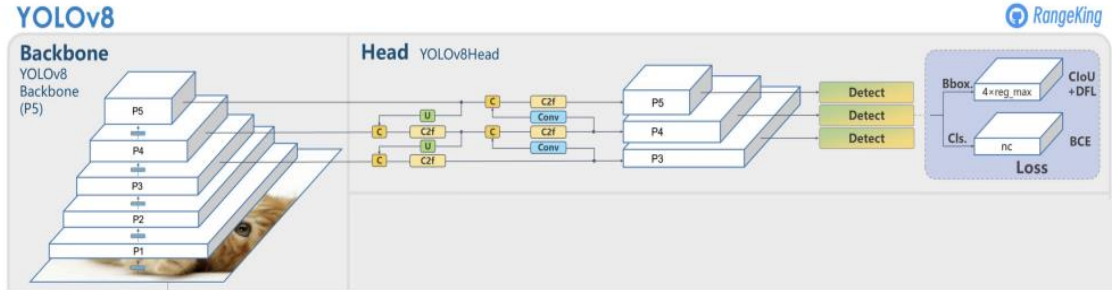 YOLOv8
RangeKing
Backbone
YOLOv8
Backbone
(P5)
P5
P4
P3
P2
P1
Head YOLOv8Head
C
C2f
U
Conv
C
C2f
C
C2f
U
Conv
C
C2f
P5
P4
P3
Detect
Detect
Detect
Bbox.
4×reg_max
CIoU
+DFL
Cls.
nc
BCE
Loss